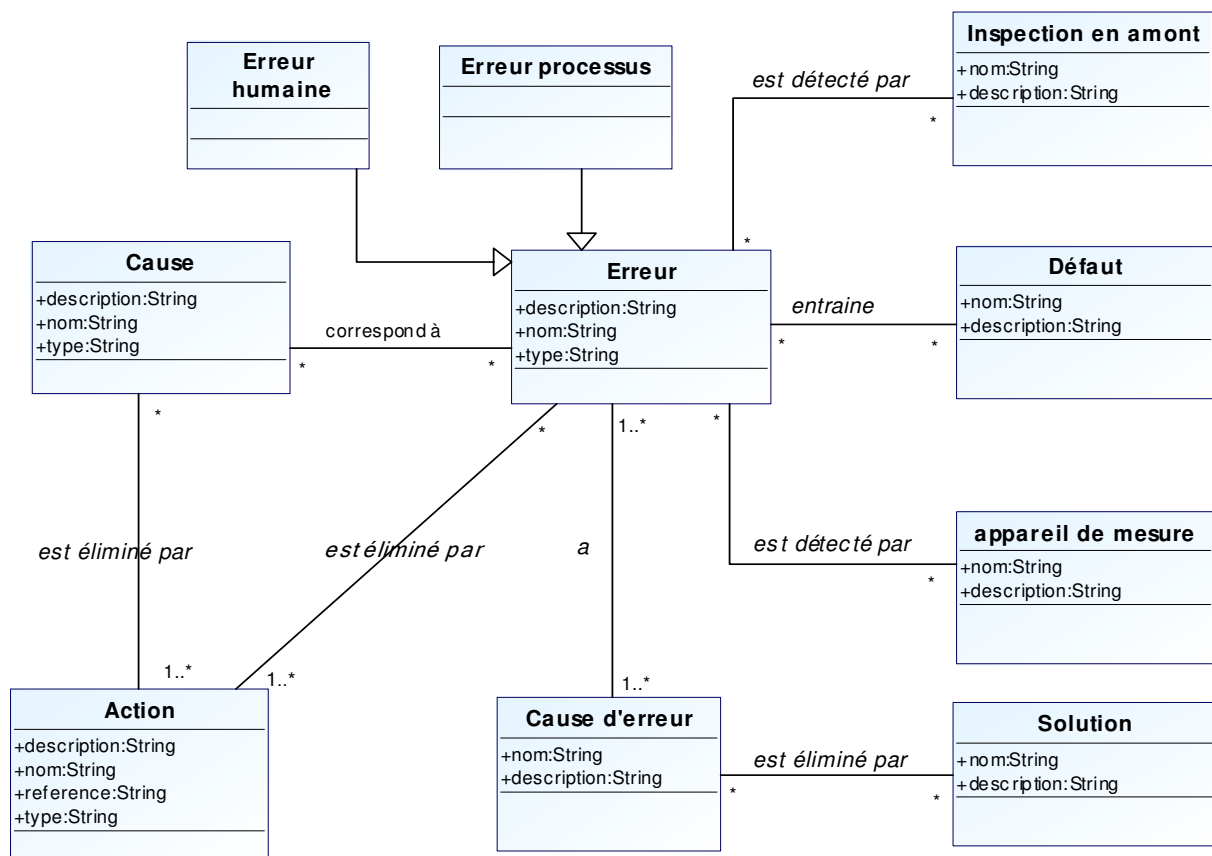 Erreur
humaine
Erreur processus
Inspection en amont
+nom:String
+description:String
est détecté par
*
*
Cause
+description:String
+nom:String
+type:String
correspond à
*
*
Erreur
+description:String
+nom:String
+type:String
entraine
*
*
Défaut
+nom:String
+description:String
*
est éliminé par
1..*
*
est éliminé par
1..*
1..*
a
1..*
*
est détecté par
*
appareil de mesure
+nom:String
+description:String
Action
+description:String
+nom:String
+reference:String
+type:String
Cause d'erreur
+nom:String
+description:String
est éliminé par
*
*
Solution
+nom:String
+description:String